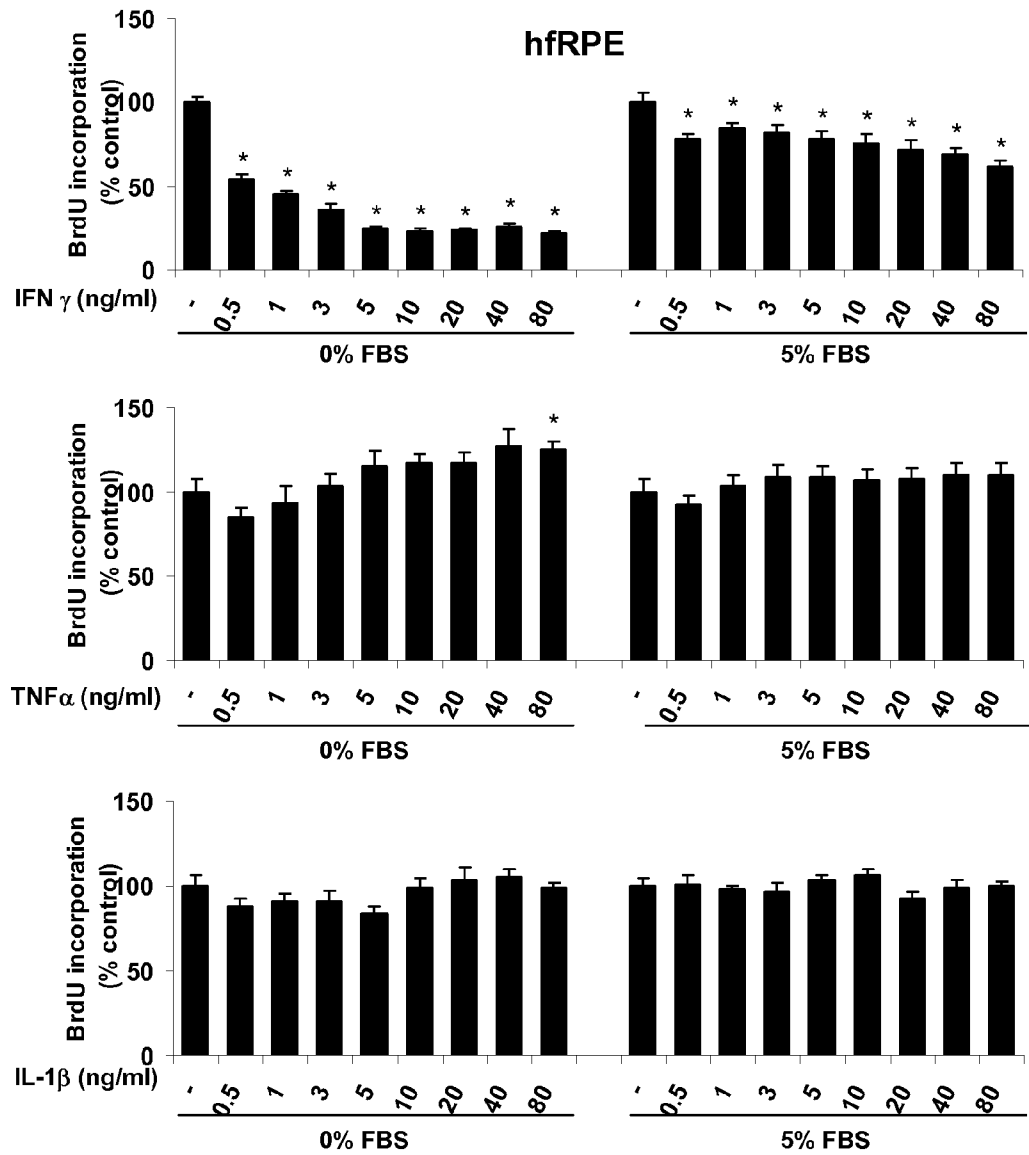 hfRPE
BrdU incorporation
(% control)
150
100
50
0
IFN γ (ng/ml)
- 0.5 1 3 5 10 20 40 80 - 0.5 1 3 5 10 20 40 80
* * * * * * * * * * * * * * * *
0% FBS 5% FBS
BrdU incorporation
(% control)
150
100
50
0
*
TNFα (ng/ml)
- 0.5 1 3 5 10 20 40 80 - 0.5 1 3 5 10 20 40 80
0% FBS 5% FBS
BrdU incorporation
(% control)
150
100
50
0
IL-1β (ng/ml)
- 0.5 1 3 5 10 20 40 80 - 0.5 1 3 5 10 20 40 80
0% FBS 5% FBS